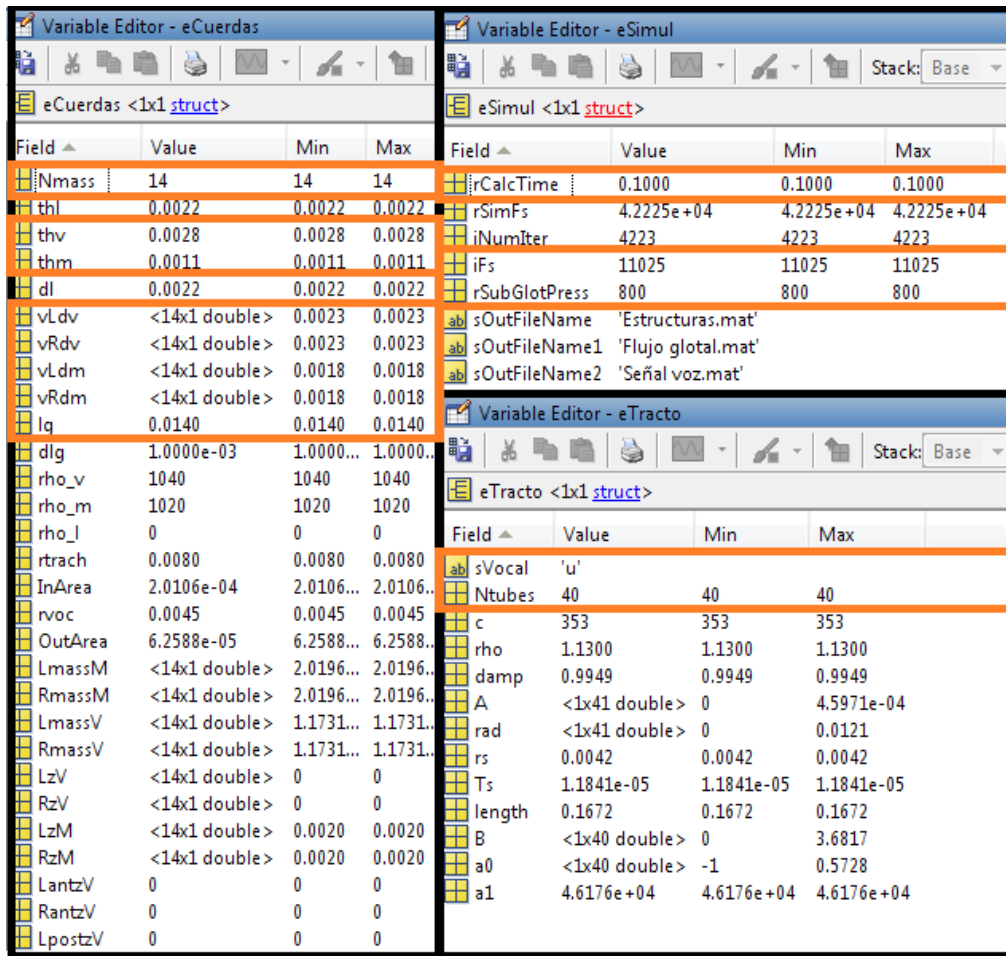 Variable Editor - eCuerdas
eCuerdas <1x1 struct>
Field Value Min Max
Nmass 14 14 14
thl 0.0022 0.0022 0.0022
thv 0.0028 0.0028 0.0028
thm 0.0011 0.0011 0.0011
dl 0.0022 0.0022 0.0022
vLdv <14x1 double> 0.0023 0.0023
vRdv <14x1 double> 0.0023 0.0023
vLdm <14x1 double> 0.0018 0.0018
vRdm <14x1 double> 0.0018 0.0018
lg 0.0140 0.0140 0.0140
dlg 1.0000e-03 1.0000... 1.0000..
rho_v 1040 1040 1040
rho_m 1020 1020 1020
rho_l 0 0 0
rtrach 0.0080 0.0080 0.0080
InArea 2.0106e-04 2.0106... 2.0106..
rvoc 0.0045 0.0045 0.0045
OutArea 6.2588e-05 6.2588... 6.2588..
LmassM <14x1 double> 2.0196... 2.0196..
RmassM <14x1 double> 2.0196... 2.0196..
LmassV <14x1 double> 1.1731... 1.1731..
RmassV <14x1 double> 1.1731... 1.1731..
LzV <14x1 double> 0 0
RzV <14x1 double> 0 0
LzM <14x1 double> 0.0020 0.0020
RzM <14x1 double> 0.0020 0.0020
LantzV 0 0 0
RantzV 0 0 0
LpostzV 0 0 0
Variable Editor - eSimul
Stack: Base
eSimul <1x1 struct>
Field Value Min Max
rCalcTime 0.1000 0.1000 0.1000
rSimFs 4.2225e+04 4.2225e+04 4.2225e+04
iNumIter 4223 4223 4223
iFs 11025 11025 11025
rSubGlotPress 800 800 800
ab sOutFileName 'Estructuras.mat'
ab sOutFileName1 'Flujo glotal.mat'
ab sOutFileName2 'Señal voz.mat'
Variable Editor - eTracto
Stack: Base
eTracto <1x1 struct>
Field Value Min Max
ab sVocal 'u'
Ntubes 40 40 40
c 353 353 353
rho 1.1300 1.1300 1.1300
damp 0.9949 0.9949 0.9949
A <1x41 double> 0 4.5971e-04
rad <1x41 double> 0 0.0121
rs 0.0042 0.0042 0.0042
Ts 1.1841e-05 1.1841e-05 1.1841e-05
length 0.1672 0.1672 0.1672
B <1x40 double> 0 3.6817
a0 <1x40 double> -1 0.5728
a1 4.6176e+04 4.6176e+04 4.6176e+04